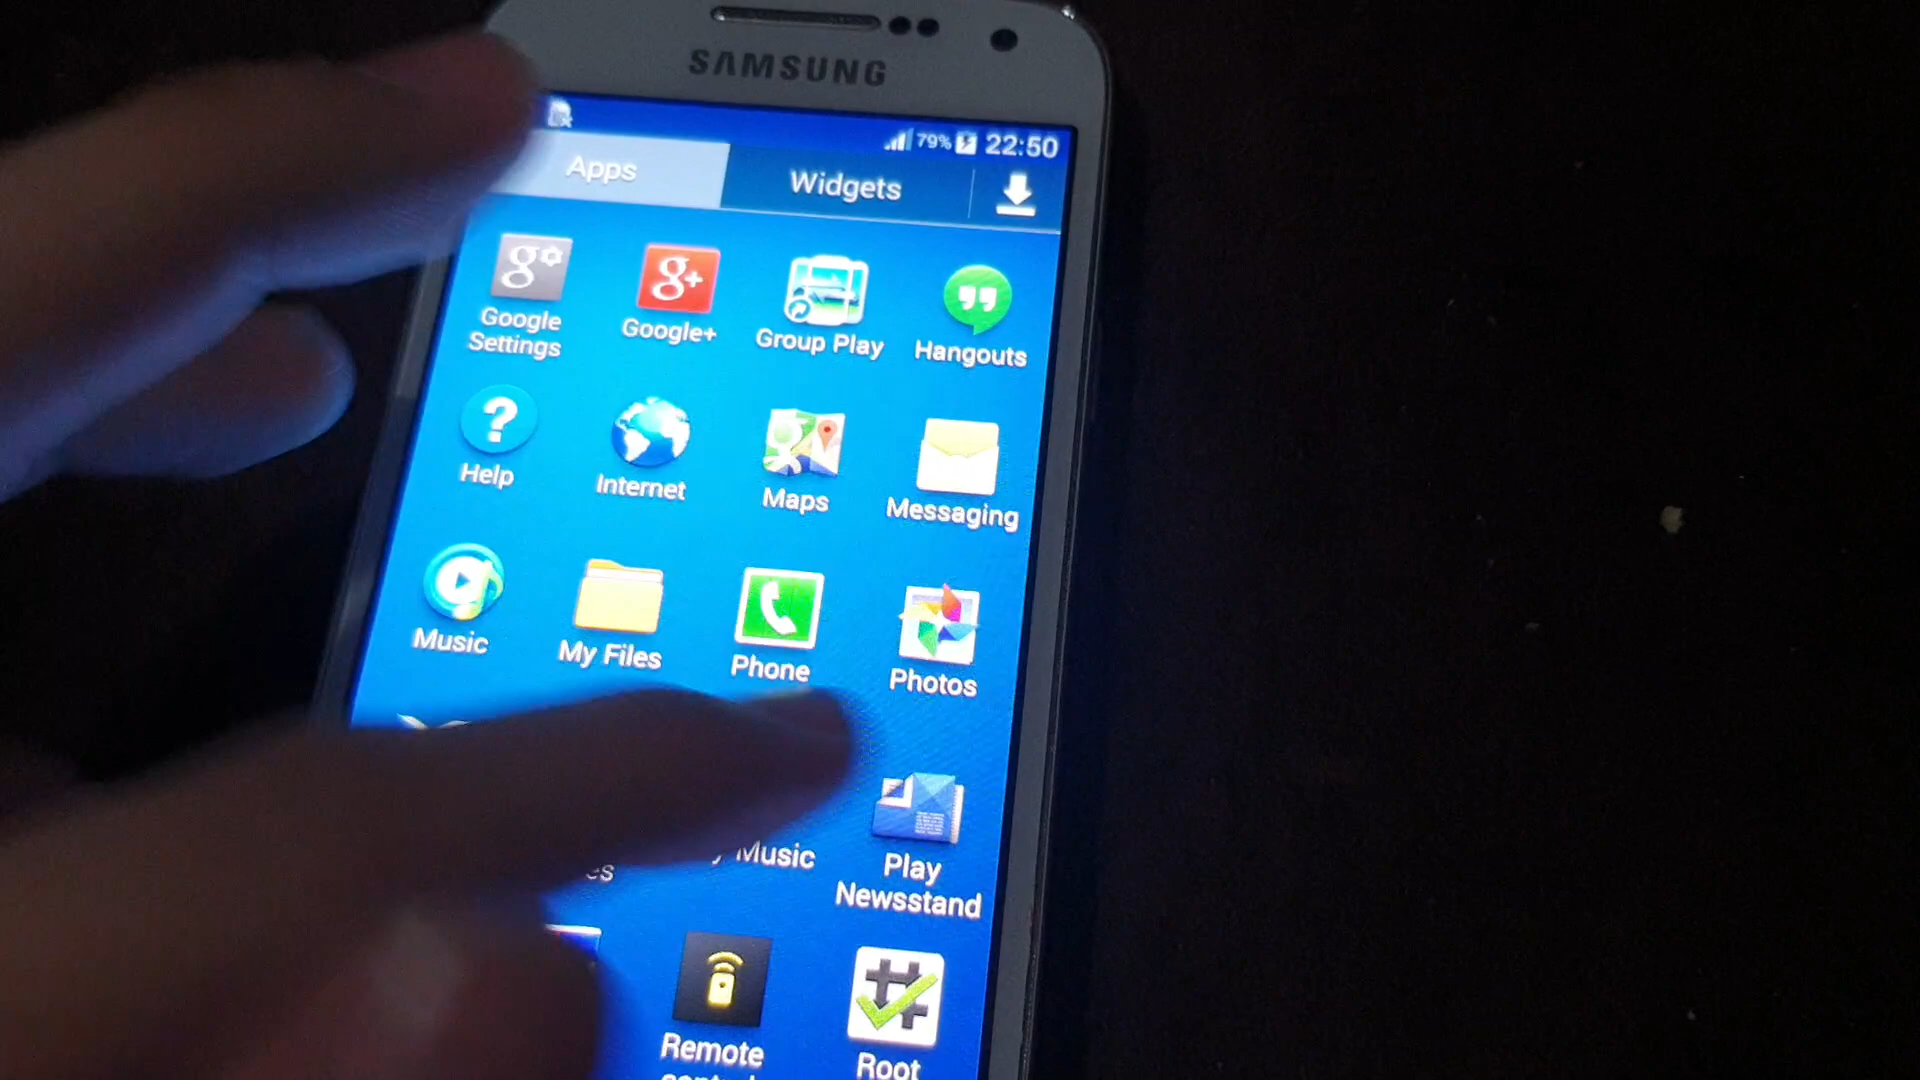 SAMSUNG
79% 22:50
Apps Widgets
Google Settings Google+ Group Play Hangouts
Help Internet Maps Messaging
Music My Files Phone Photos
Music Play Newsstand
Remote Root